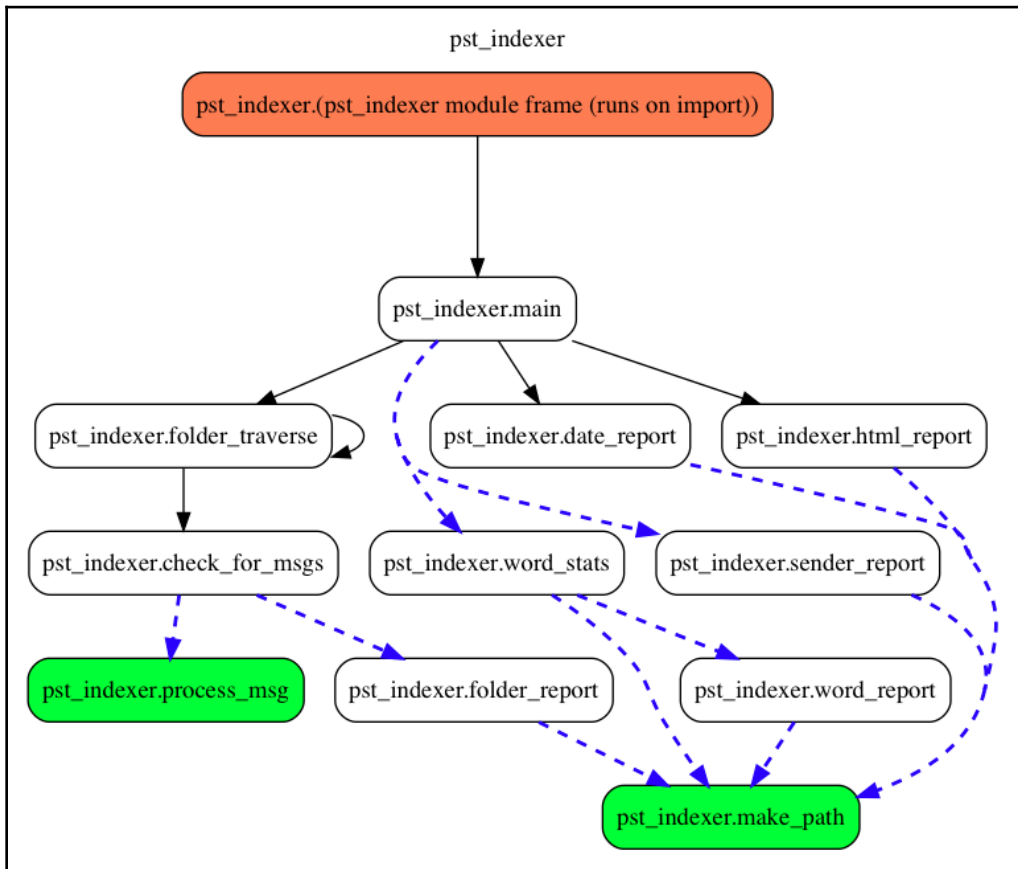 pst_indexer
pst_indexer.(pst_indexer module frame (runs on import))
pst_indexer.main
pst_indexer.folder_traverse
pst_indexer.date_report
pst_indexer.html_report
pst_indexer.check_for_msgs
pst_indexer.word_stats
pst_indexer.sender_report
pst_indexer.process_msg
pst_indexer.folder_report
pst_indexer.word_report
pst_indexer.make_path